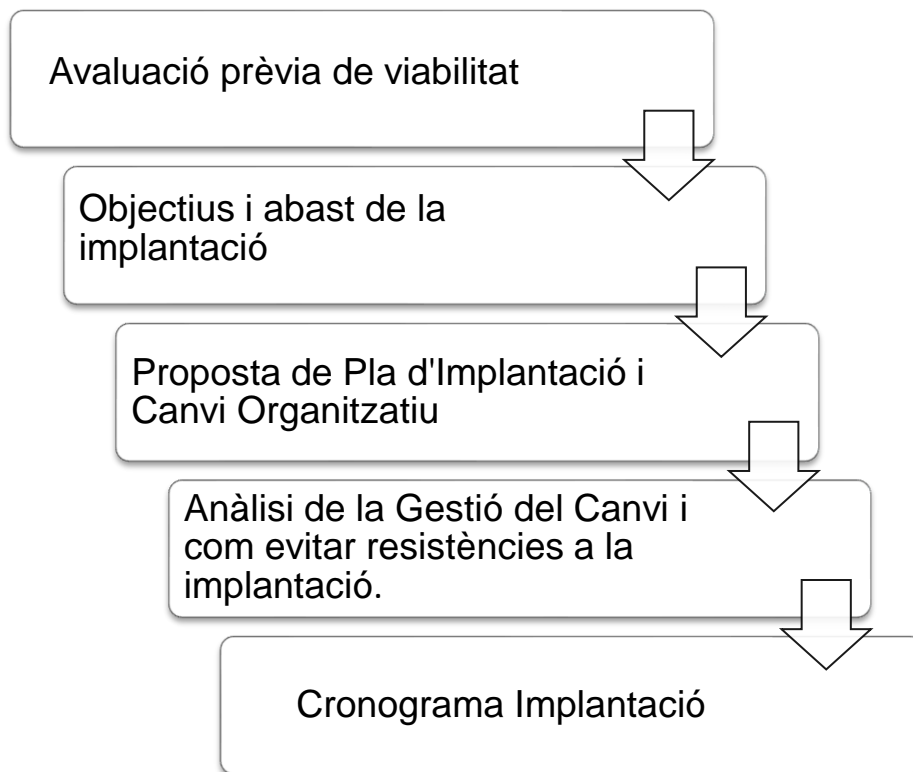 Avaluació prèvia de viabilitat
Objectius i abast de la
implantació
Proposta de Pla d'Implantació i
Canvi Organitzatiu
Anàlisi de la Gestió del Canvi i
com evitar resistències a la
implantació.
Cronograma Implantació